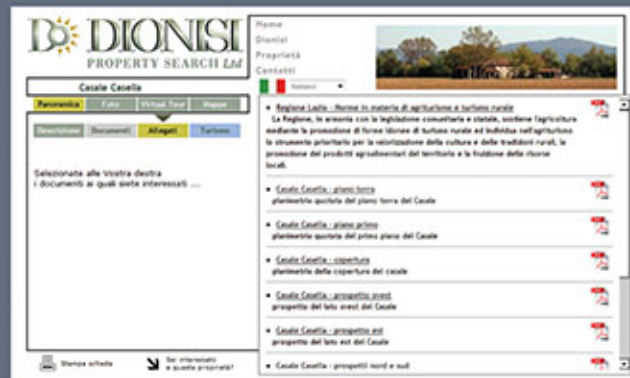 DIONISI
PROPERTY SEARCH Ltd
Home
Dionisi
Proprietà
Contatti
Italiano
Casale Casella
Panoramica Foto Virtual Tour Mappe
Descrizione Documenti Allegati Turismo
Selezionate alle Vostra destra
i documenti ai quali siete interessati ....
Regione Lazio - Norme in materia di agriturismo e turismo rurale
La Regione, in armonia con la legislazione comunitaria e statale, sostiene l'agricoltura
mediante la promozione di forme idonee di turismo rurale ed individua nell'agriturismo
lo strumento prioritario per la valorizzazione della cultura e delle tradizioni rurali, la
promozione dei prodotti agroalimentari del territorio e la fruizione delle risorse
locali.
Casale Casella - piano terra
planimetria quotata del piano terra del Casale
Casale Casella - piano primo
planimetria quotata del primo piano del Casale
Casale Casella - copertura
planimetria della copertura del casale
Casale Casella - prospetto ovest
prospetto del lato ovest del Casale
Casale Casella - prospetto est
prospetto del lato est del Casale
Casale Casella - prospetti nord e sud
Stampa scheda
Sei interessato
a questa proprietà?